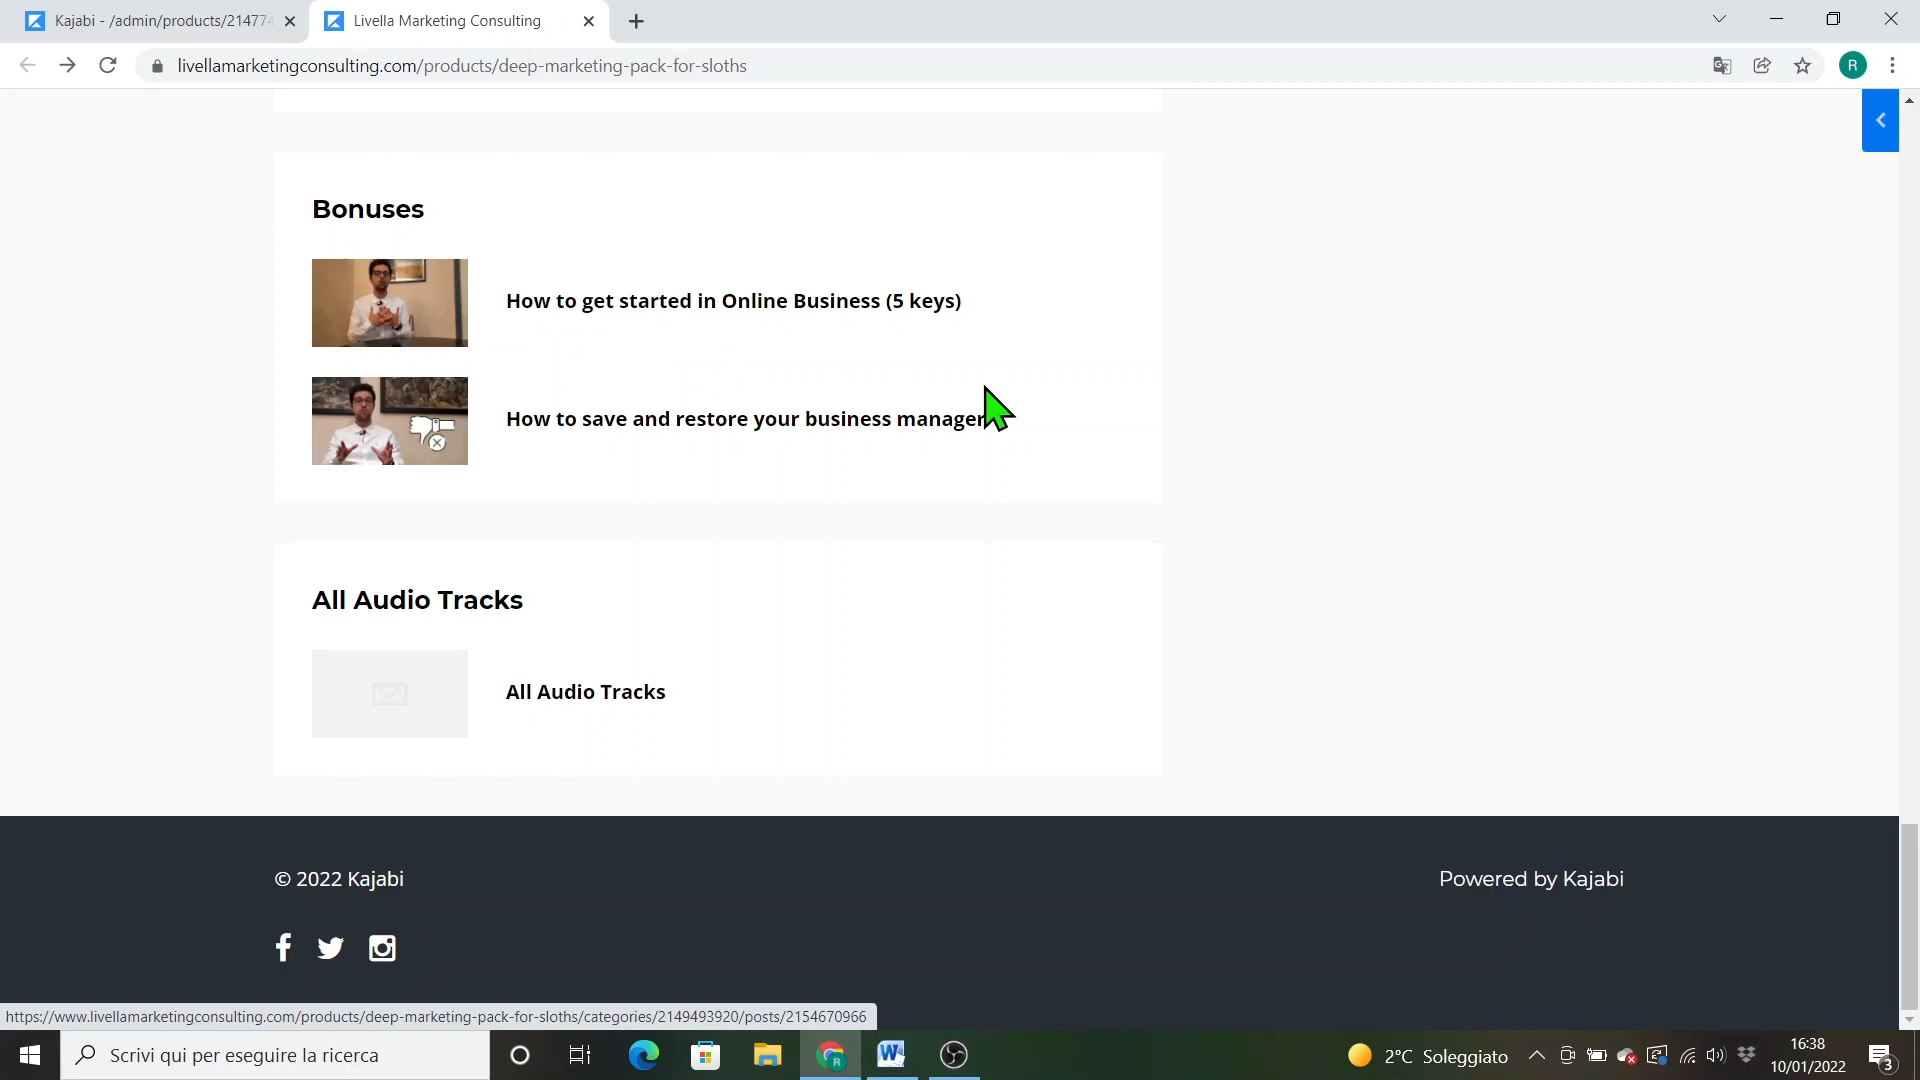 Kajabi - /admin/products/21477
Livella Marketing Consulting
livellamarketingconsulting.com/products/deep-marketing-pack-for-sloths
R
Bonuses
How to get started in Online Business (5 keys)
How to save and restore your business manager
All Audio Tracks
All Audio Tracks
© 2022 Kajabi
Powered by Kajabi
https://www.livellamarketingconsulting.com/products/deep-marketing-pack-for-sloths/categories/2149493920/posts/2154670966
Scrivi qui per eseguire la ricerca
2°C Soleggiato
16:38
10/01/2022
3